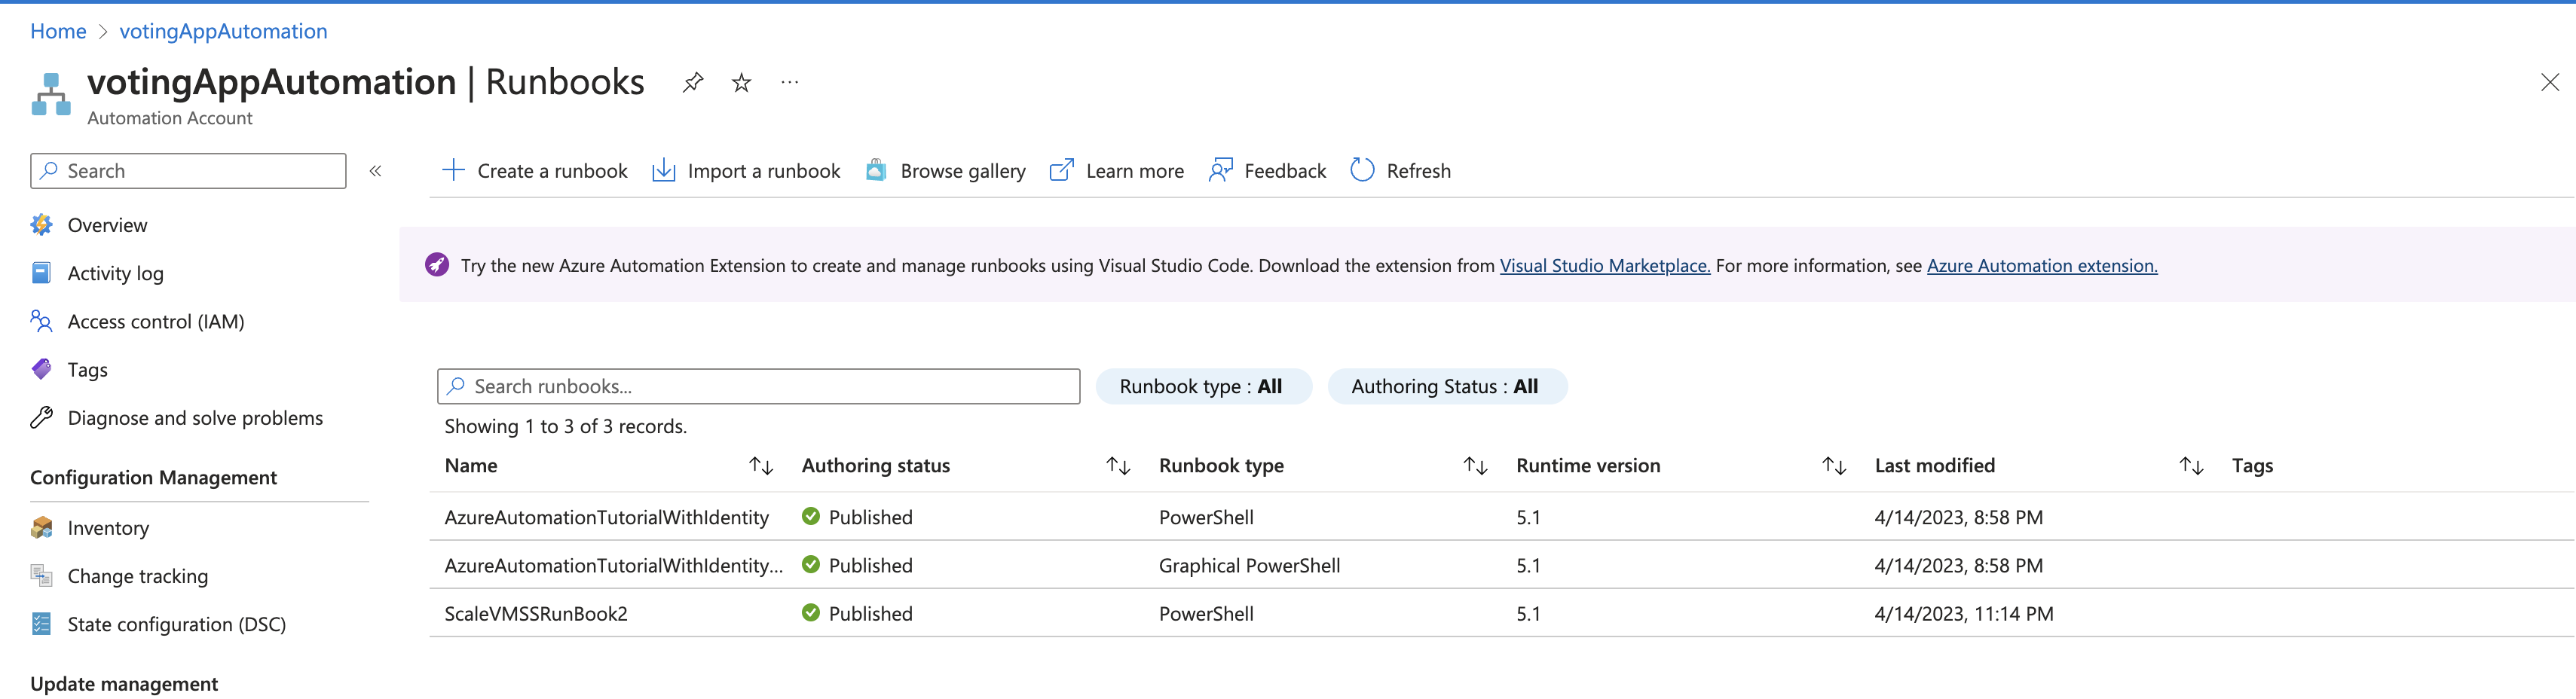 Home > votingAppAutomation
votingAppAutomation | Runbooks ...
Automation Account
Search
«
Overview
Activity log
Access control (IAM)
Tags
Diagnose and solve problems
Configuration Management
Inventory
Change tracking
State configuration (DSC)
Update management
Create a runbook Import a runbook Browse gallery Learn more Feedback Refresh
Try the new Azure Automation Extension to create and manage runbooks using Visual Studio Code. Download the extension from Visual Studio Marketplace. For more information, see Azure Automation extension.
Search runbooks... Runbook type : All Authoring Status : All
Showing 1 to 3 of 3 records.
Name Authoring status Runbook type Runtime version Last modified Tags
AzureAutomationTutorialWithIdentity Published PowerShell 5.1 4/14/2023, 8:58 PM
AzureAutomationTutorialWithIdentity... Published Graphical PowerShell 5.1 4/14/2023, 8:58 PM
ScaleVMSSRunBook2 Published PowerShell 5.1 4/14/2023, 11:14 PM